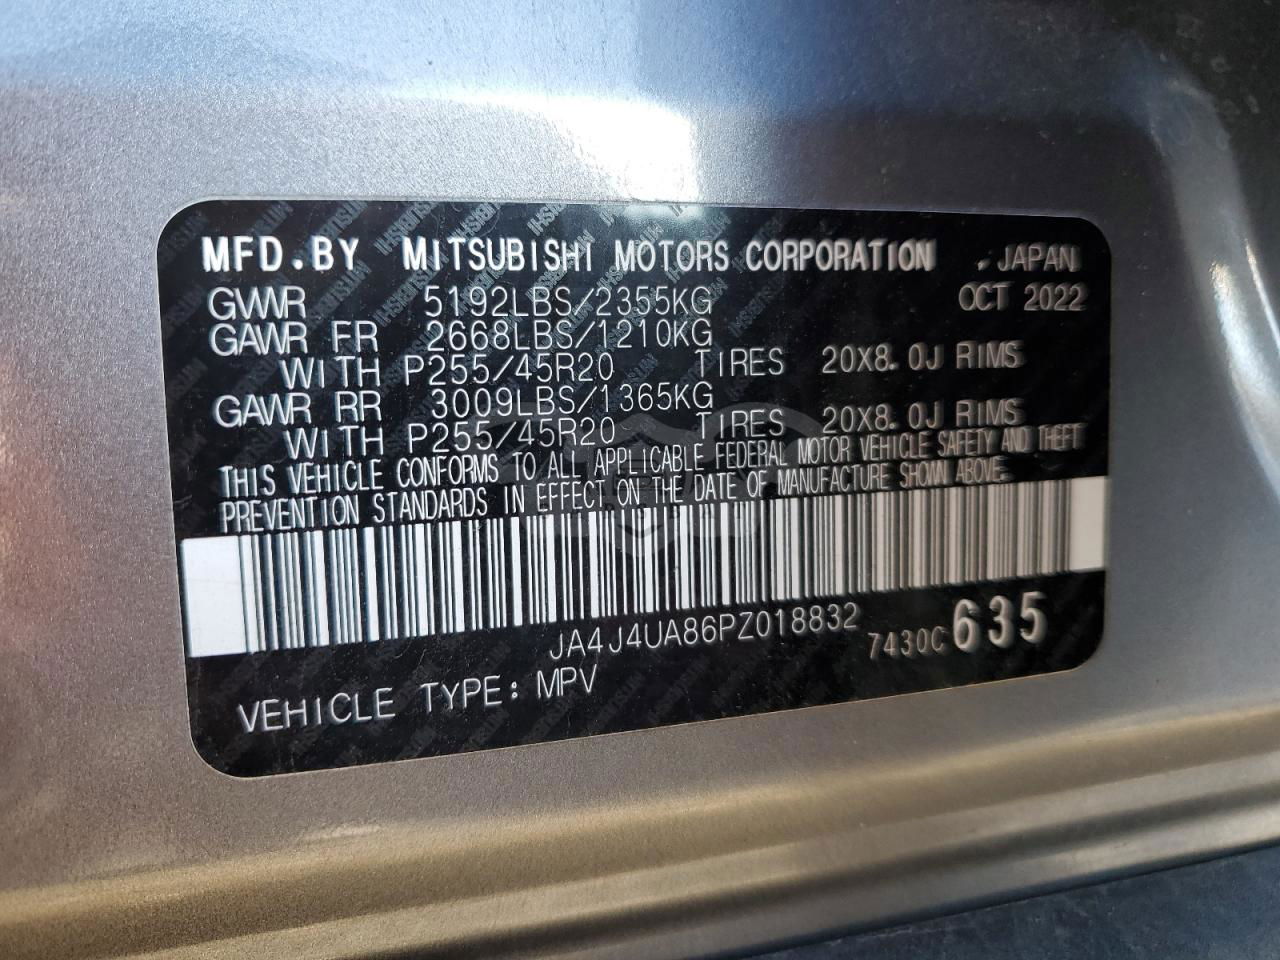 MFD.BY MITSUBISHI MOTORS CORPORATION JAPAN
GVWR 5192LBS/2355KG OCT 2022
GAWR FR 2668LBS/1210KG
WITH P255/45R20 TIRES 20X8.0J RIMS
GAWR RR 3009LBS/1365KG
WITH P255/45R20 TIRES 20X8.0J RIMS
THIS VEHICLE CONFORMS TO ALL APPLICABLE FEDERAL MOTOR VEHICLE SAFETY AND THEFT
PREVENTION STANDARDS IN EFFECT ON THE DATE OF MANUFACTURE SHOWN ABOVE.
JA4J4UA86PZ018832 7430C 635
VEHICLE TYPE: MPV